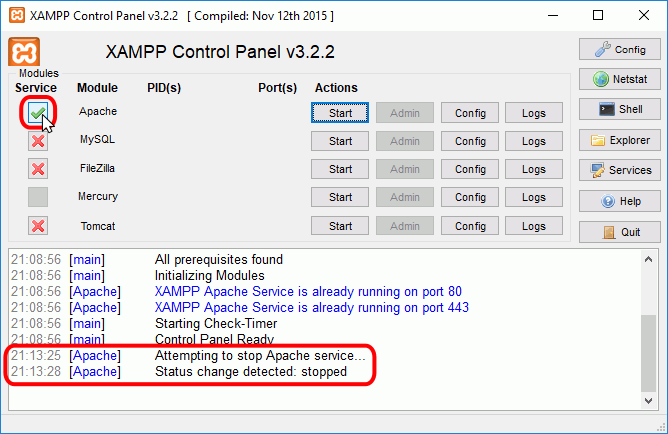 XAMPP Control Panel v3.2.2   [ Compiled: Nov 12th 2015 ]
XAMPP Control Panel v3.2.2
Config
Modules
Service Module PID(s) Port(s) Actions
Netstat
Apache Start Admin Config Logs
Shell
MySQL Start Admin Config Logs
Explorer
FileZilla Start Admin Config Logs
Services
Mercury Start Admin Config Logs
Help
Tomcat Start Admin Config Logs
Quit
21:08:56 [main] All prerequisites found
21:08:56 [main] Initializing Modules
21:08:56 [Apache] XAMPP Apache Service is already running on port 80
21:08:56 [Apache] XAMPP Apache Service is already running on port 443
21:08:56 [main] Starting Check-Timer
21:08:56 [main] Control Panel Ready
21:13:25 [Apache] Attempting to stop Apache service...
21:13:28 [Apache] Status change detected: stopped